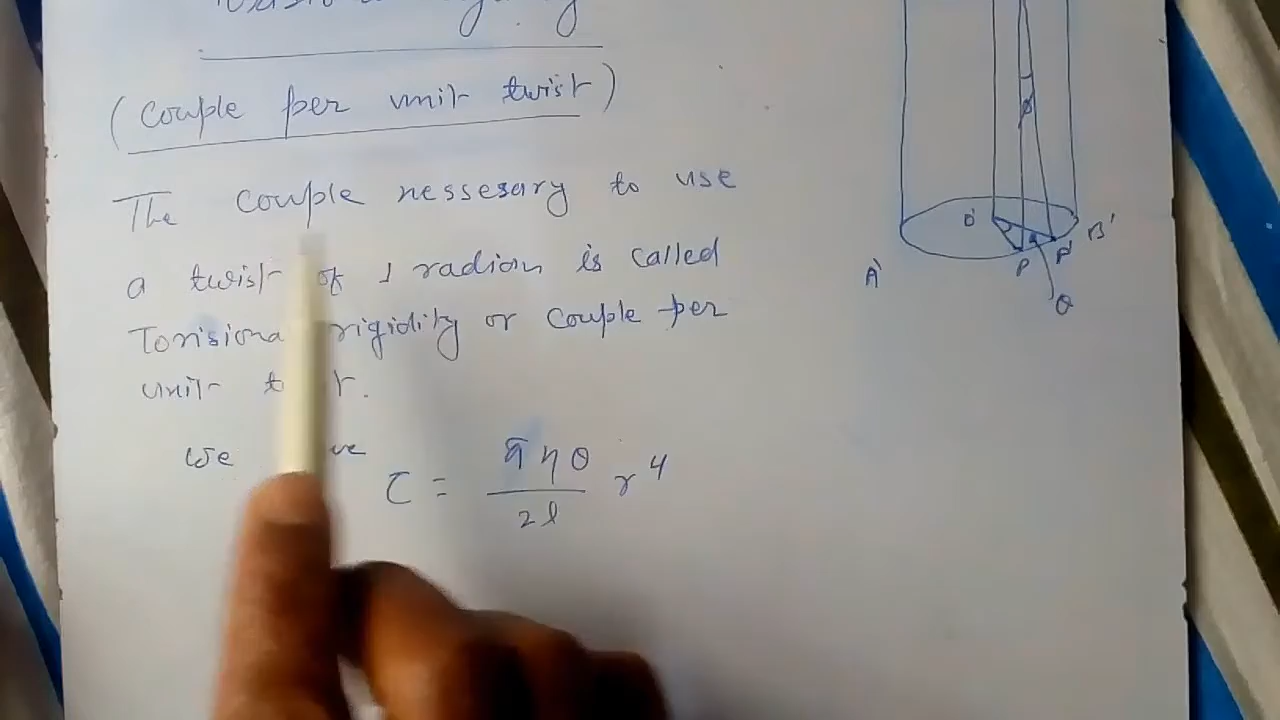 (Couple per unit twist)
The couple nessesary to use
a twist of 1 radian is called
Torisiona rigidity or couple per
unit
We
τ = πηθ / 2l r⁴
O'
P
P'
B'
A'
θ
φ